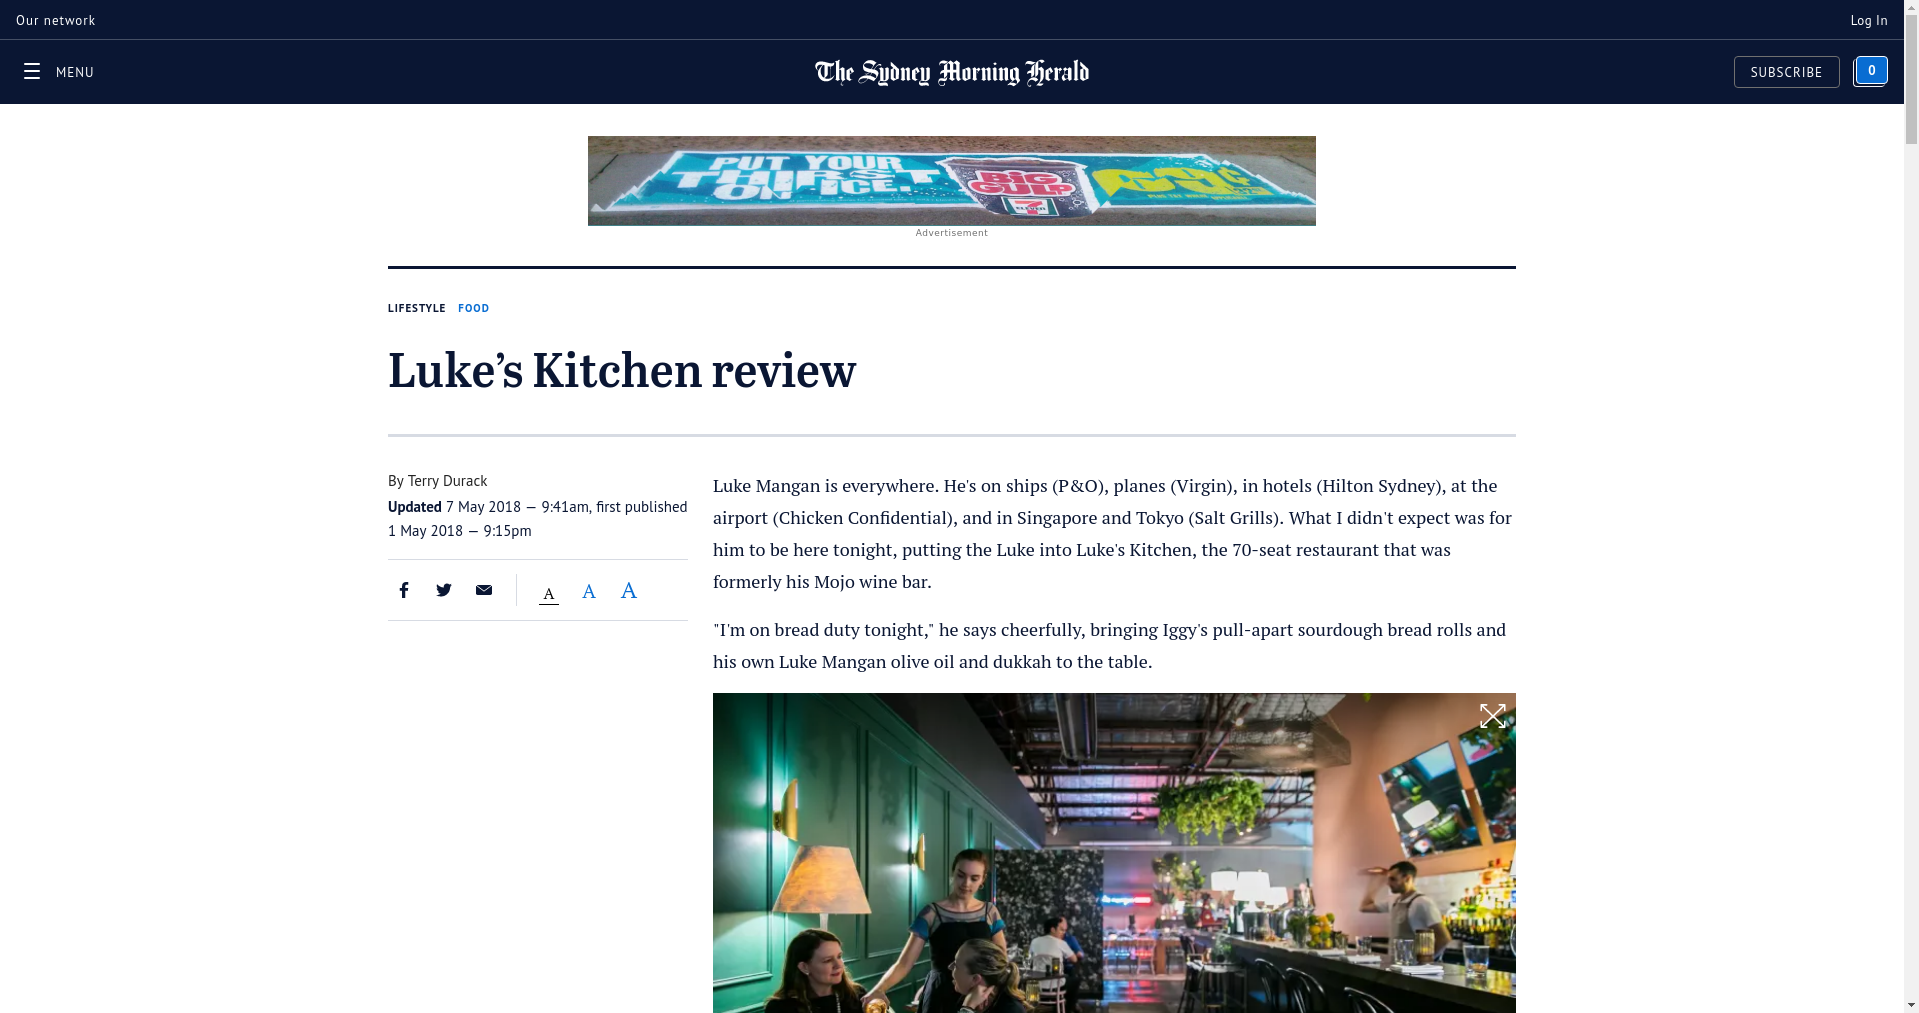 Our network
Log In
MENU
The Sydney Morning Herald
SUBSCRIBE
0
PUT YOUR
THIRST
ON ICE.
BIG
GULP
7
ELEVEN
Advertisement
LIFESTYLE FOOD
Luke’s Kitchen review
By Terry Durack
Updated 7 May 2018 — 9:41am, first published
1 May 2018 — 9:15pm
A A A
Luke Mangan is everywhere. He's on ships (P&O), planes (Virgin), in hotels (Hilton Sydney), at the
airport (Chicken Confidential), and in Singapore and Tokyo (Salt Grills). What I didn't expect was for
him to be here tonight, putting the Luke into Luke's Kitchen, the 70-seat restaurant that was
formerly his Mojo wine bar.
"I'm on bread duty tonight," he says cheerfully, bringing Iggy's pull-apart sourdough bread rolls and
his own Luke Mangan olive oil and dukkah to the table.